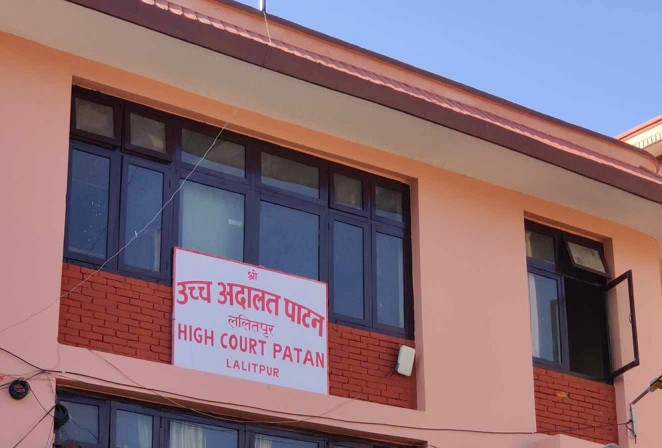 श्री
उच्च अदालत पाटन
ललितपुर
HIGH COURT PATAN
LALITPUR